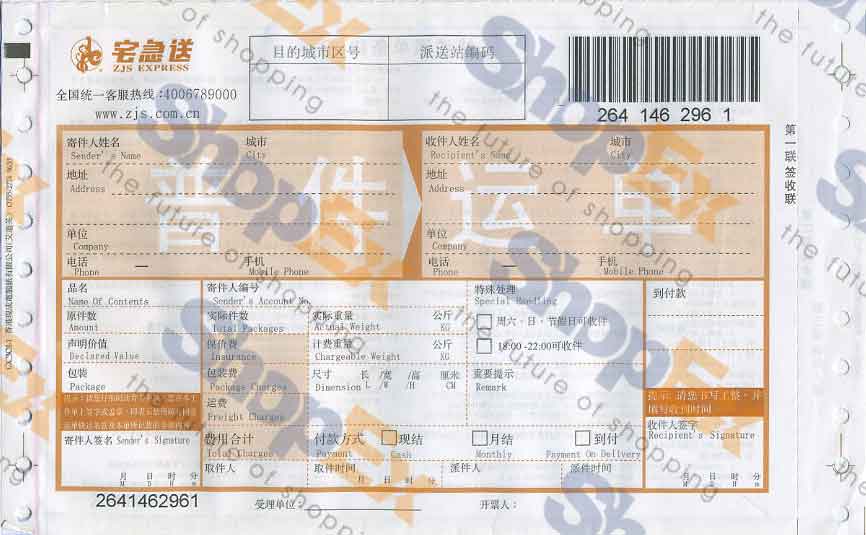 宅急送
ZJS EXPRESS
目的城市区号 派送站编码
全国统一客服热线:4006789000
www.zjs.com.cn
264 146 296 1
第一联签收联
寄件运单
寄件人姓名 城市 收件人姓名 城市
Sender's Name City Recipient's Name City
地址 地址
Address Address
单位 单位
Company Company
电话 手机 电话 手机
Phone Mobile Phone Phone Mobile Phone
品名 寄件人编号 特殊处理 到付款
Name Of Contents Sender's Account No. Special Handling
原件数 实际件数 实际重量 公斤 周六·日·节假日可收件
Amount Total Packages Actual Weight KG
声明价值 保价费 计费重量 公斤 18:00-22:00可收件
Declared Value Insurance Chargeable Weight KG
包装 包装费 尺寸 长/宽/高 厘米 重要提示
Package Package Charges Dimension L/W/H CM Remark
运费
Freight Charges
提示:请您书写工整·并
填写收到时间
寄件人签名 Sender's Signature 费用合计 付款方式 现结 月结 到付 收件人签字
Total Charges Payment Cash Monthly Payment On Delivery Recipient's Signature
取件人 取件时间 派件人 派件时间
月 日 时 分 月 日 时 分 月 日 时 分
2641462961 受理单位: 开票人:
ShopEx
the future of shopping